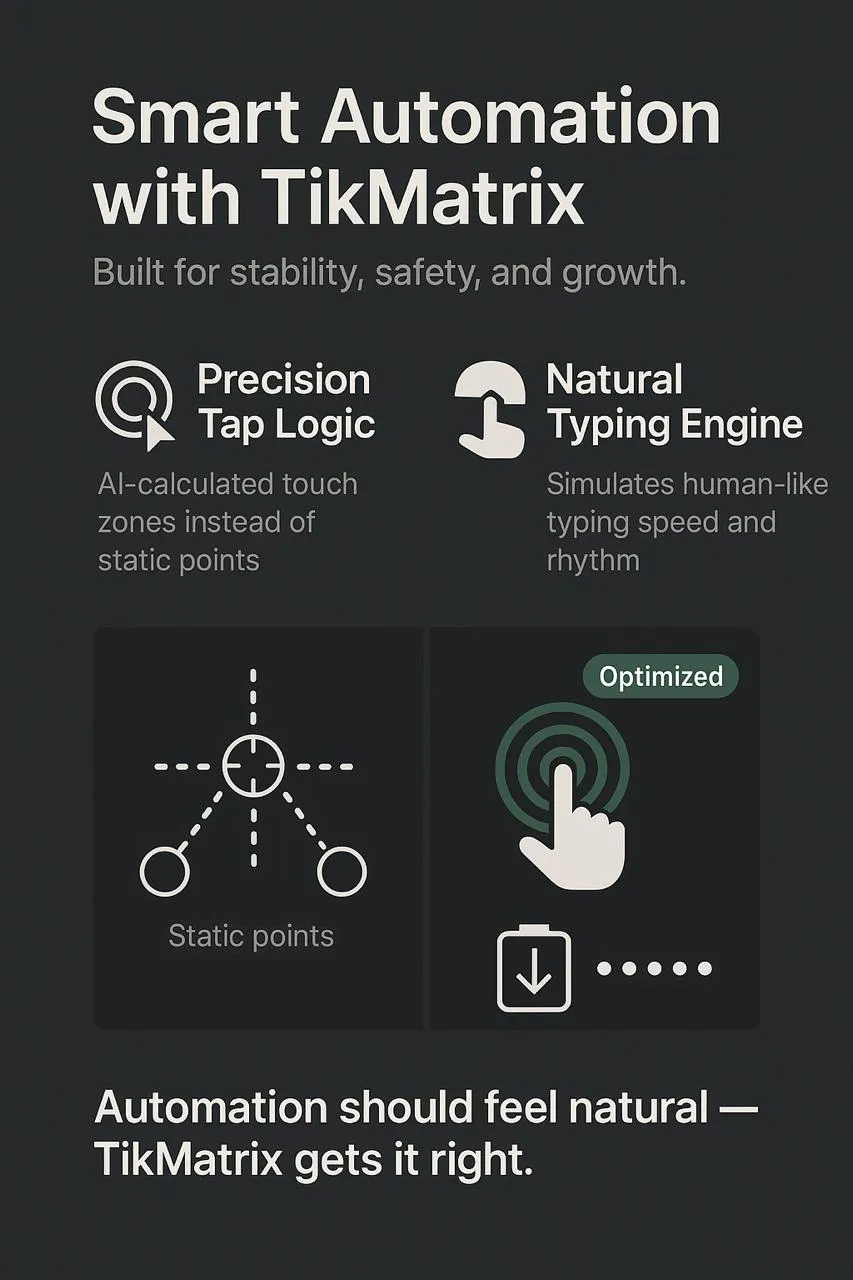 Smart Automation
with TikMatrix
Built for stability, safety, and growth.
Precision
Tap Logic
AI-calculated touch
zones instead of
static points
Natural
Typing Engine
Simulates human-like
typing speed and
rhythm
Static points
Optimized
Automation should feel natural —
TikMatrix gets it right.